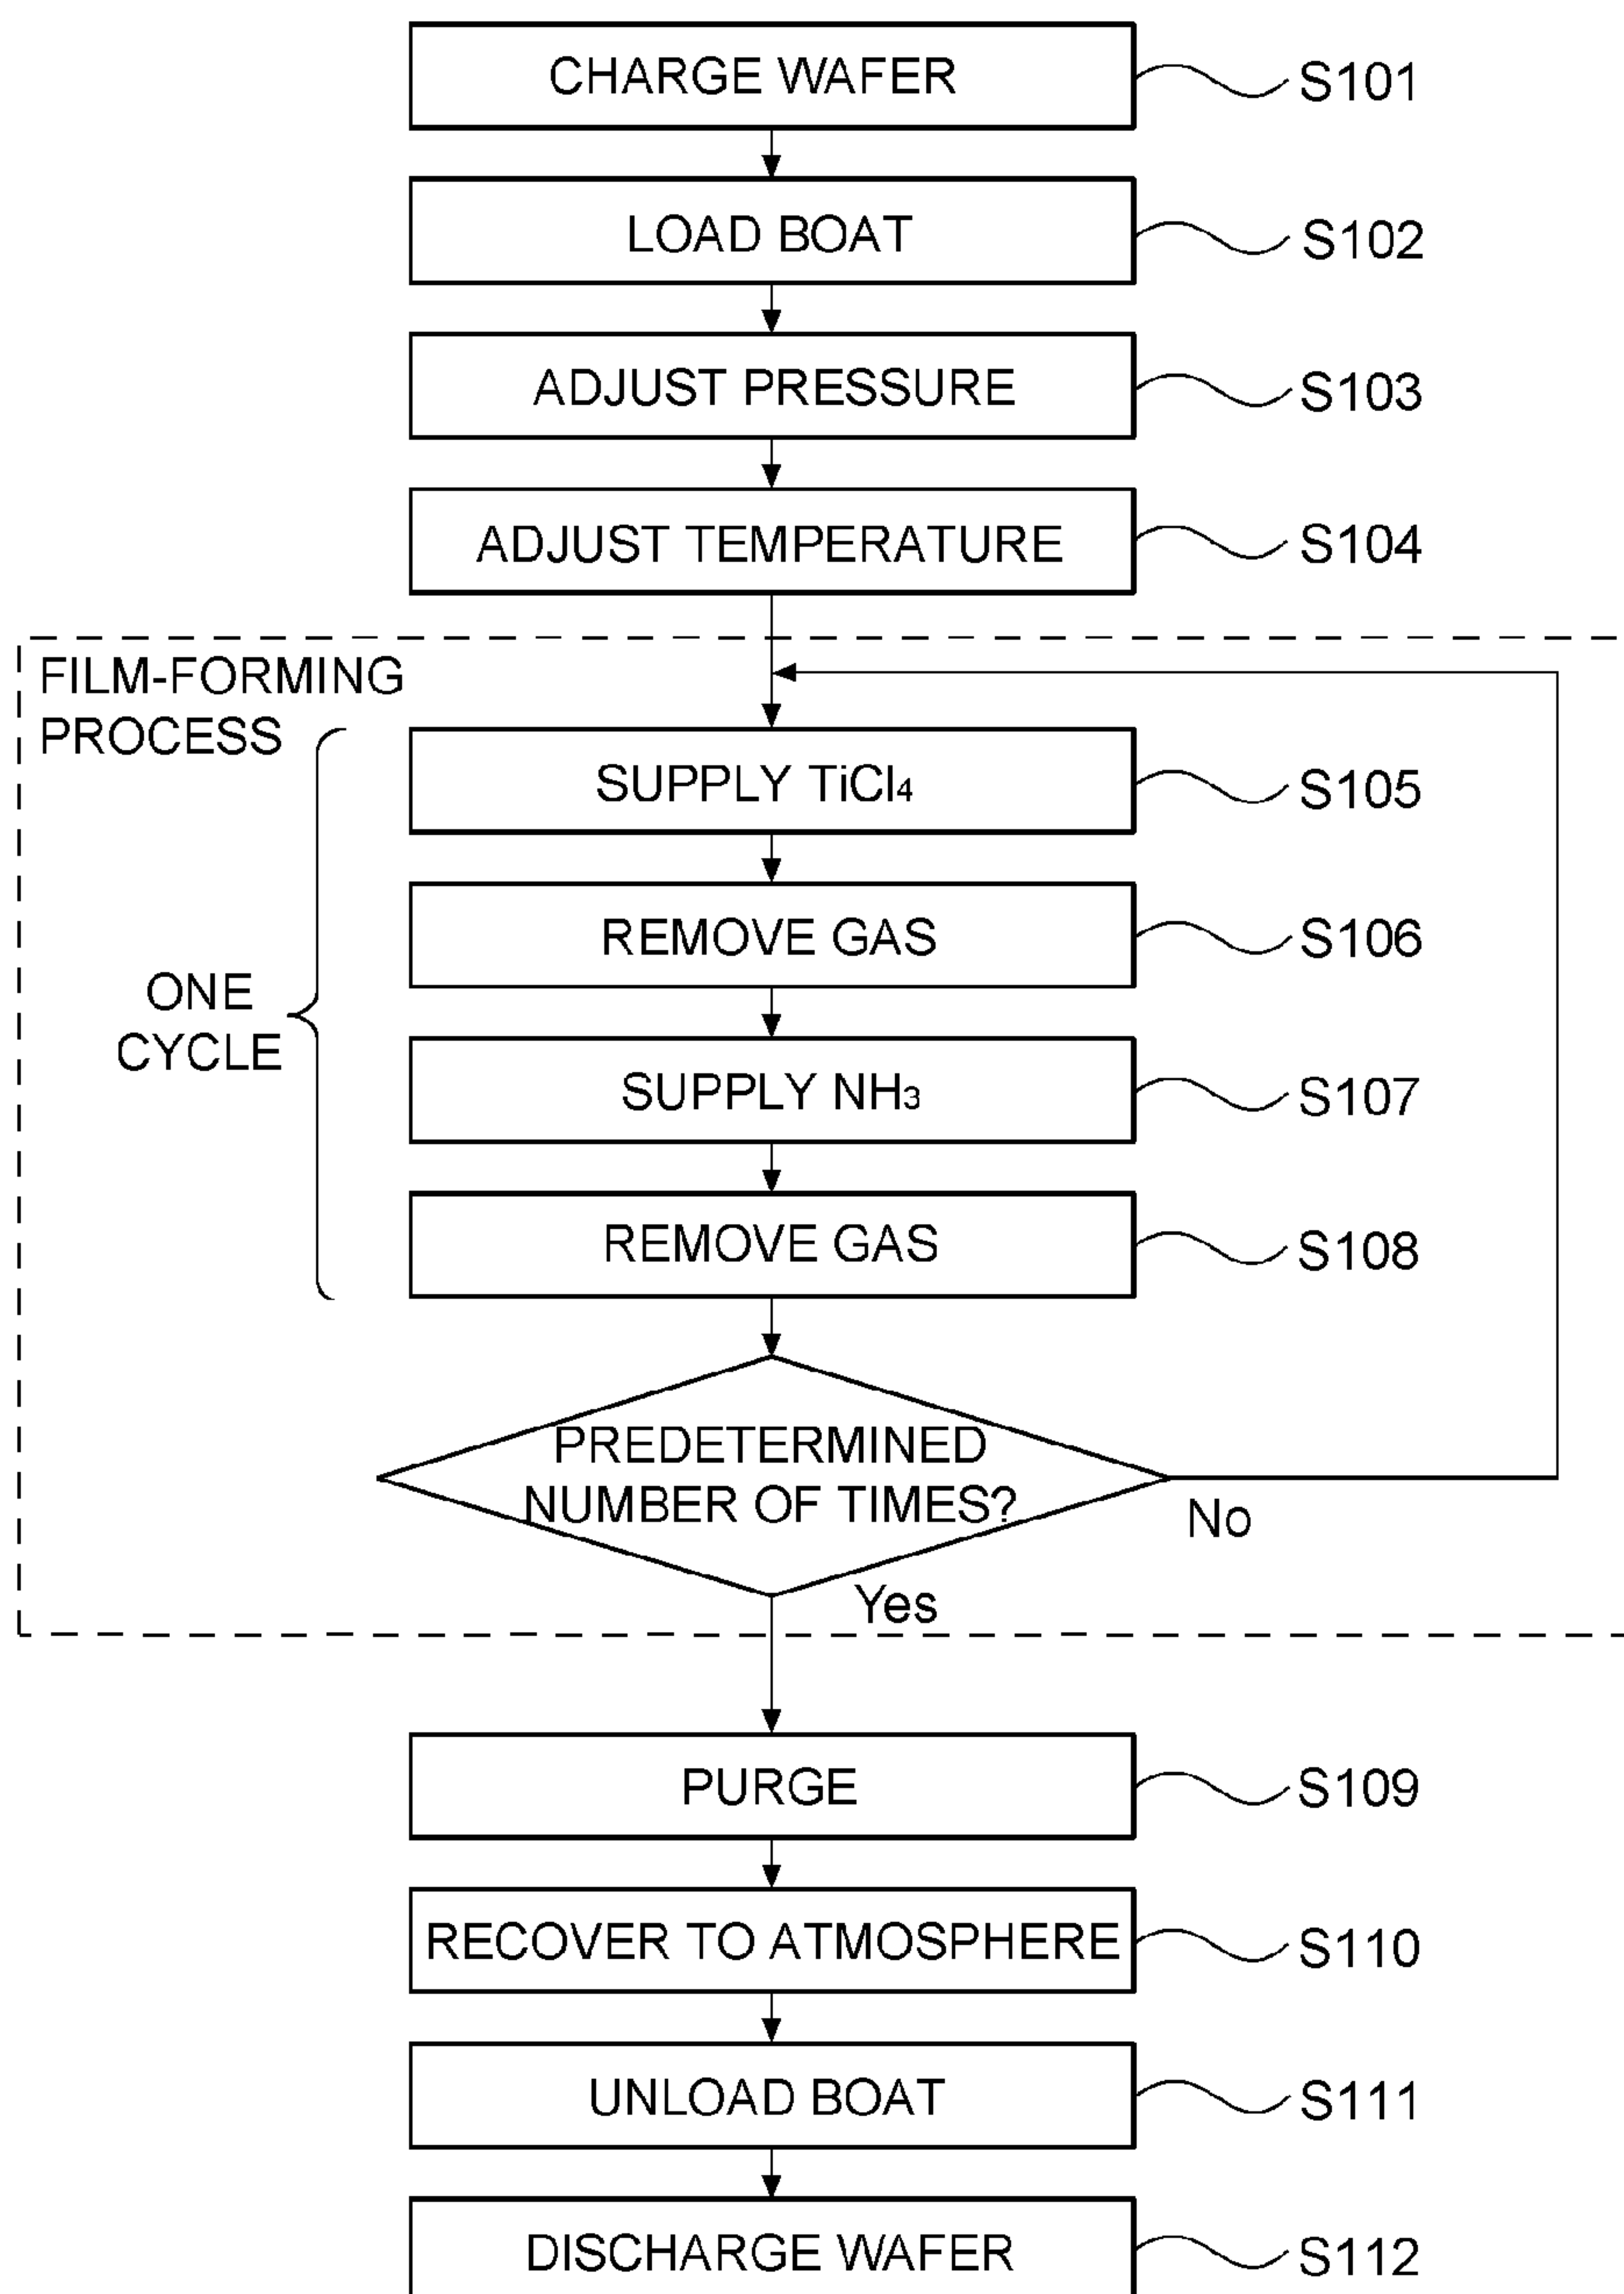 CHARGE WAFER
S101
LOAD BOAT
S102
ADJUST PRESSURE
S103
ADJUST TEMPERATURE
S104
FILM-FORMING
PROCESS
SUPPLY TiCl₄
S105
REMOVE GAS
S106
ONE
CYCLE
SUPPLY NH₃
S107
REMOVE GAS
S108
PREDETERMINED
NUMBER OF TIMES?
No
Yes
PURGE
S109
RECOVER TO ATMOSPHERE
S110
UNLOAD BOAT
S111
DISCHARGE WAFER
S112